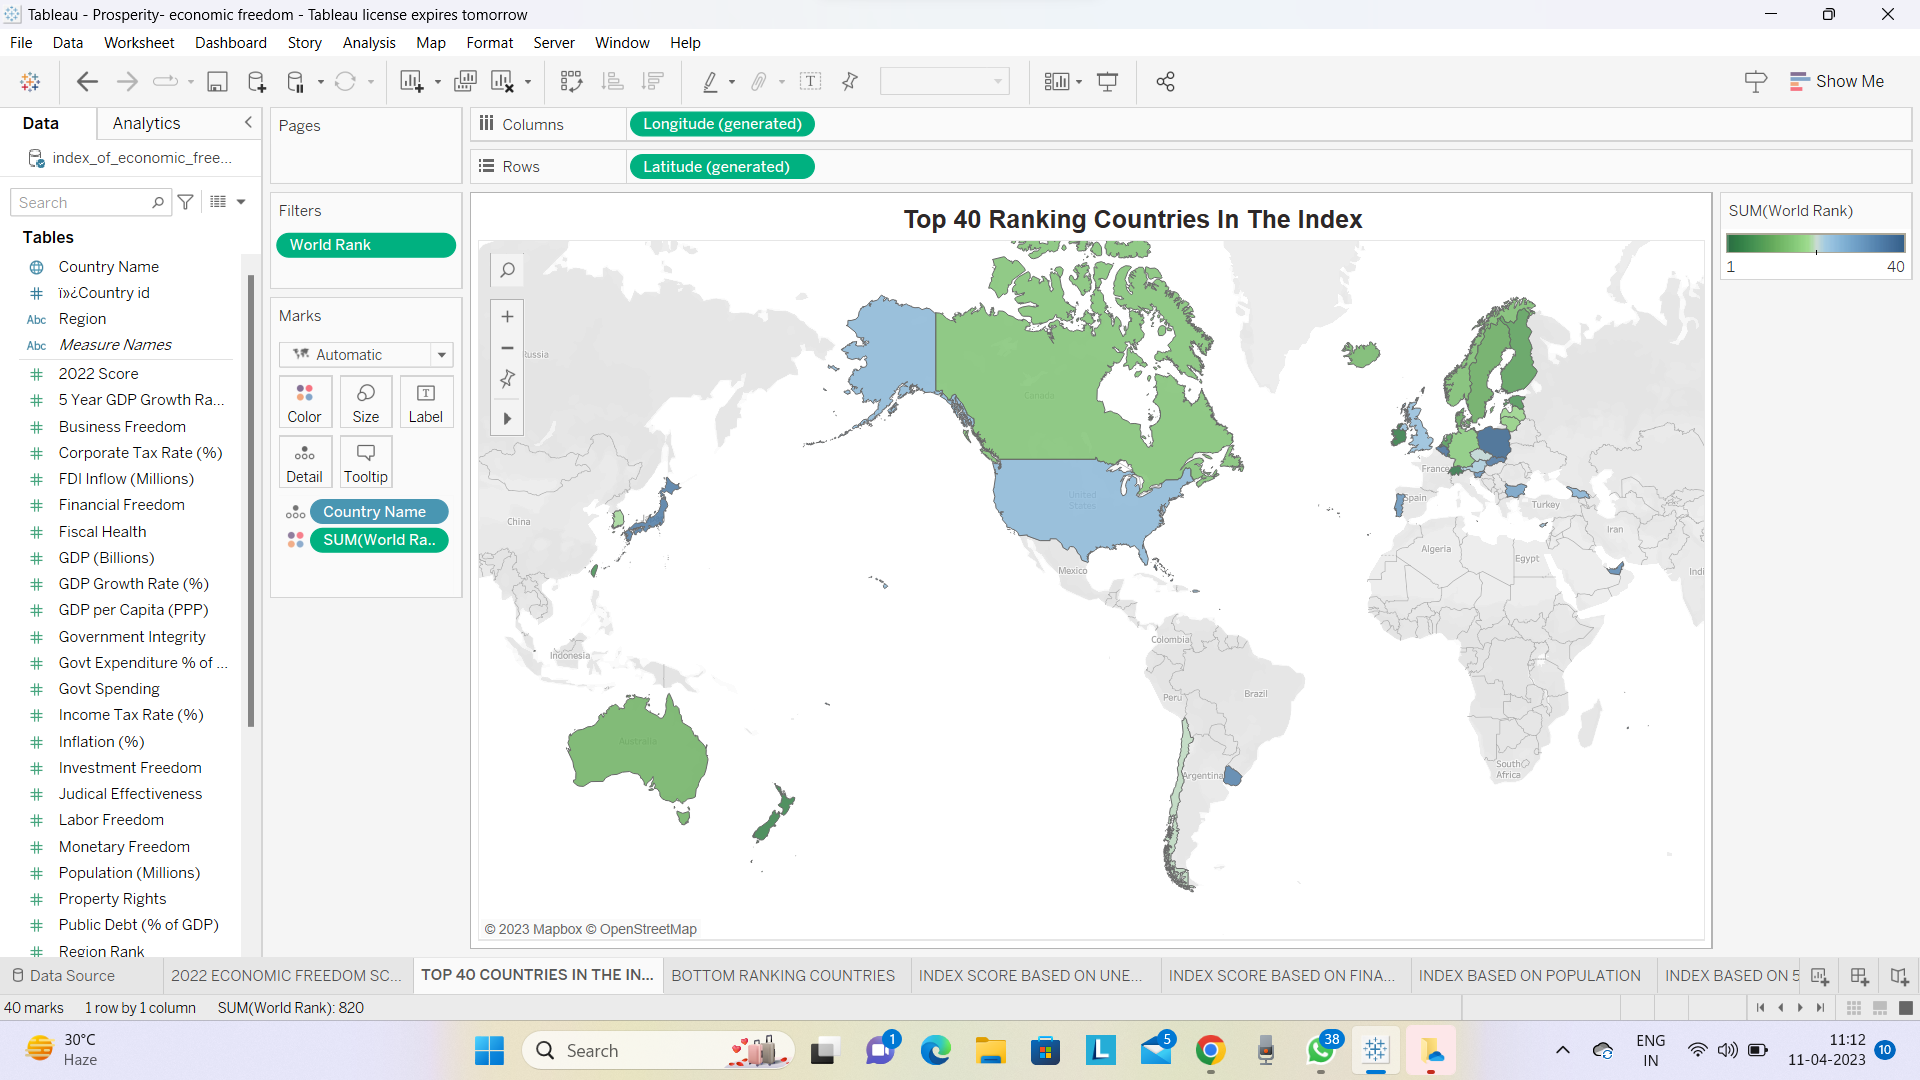 Tableau - Prosperity- economic freedom - Tableau license expires tomorrow
File Data Worksheet Dashboard Story Analysis Map Format Server Window Help
Show Me
Data Analytics
index_of_economic_free...
Search
Tables
Country Name
ï»¿Country id
Abc Region
Abc Measure Names
2022 Score
5 Year GDP Growth Ra...
Business Freedom
Corporate Tax Rate (%)
FDI Inflow (Millions)
Financial Freedom
Fiscal Health
GDP (Billions)
GDP Growth Rate (%)
GDP per Capita (PPP)
Government Integrity
Govt Expenditure % of ...
Govt Spending
Income Tax Rate (%)
Inflation (%)
Investment Freedom
Judical Effectiveness
Labor Freedom
Monetary Freedom
Population (Millions)
Property Rights
Public Debt (% of GDP)
Region Rank
Pages
Filters
World Rank
Marks
Automatic
Color Size Label
Detail Tooltip
Country Name
SUM(World Ra..
Columns Longitude (generated)
Rows Latitude (generated)
Top 40 Ranking Countries In The Index
Russia
Canada
United
States
China
France
Spain
Turkey
Iran
Algeria
Egypt
Indi
Mexico
Colombia
Indonesia
Peru
Brazil
Australia
Argentina
South
Africa
© 2023 Mapbox © OpenStreetMap
SUM(World Rank)
1 40
Data Source 2022 ECONOMIC FREEDOM SC... TOP 40 COUNTRIES IN THE IN... BOTTOM RANKING COUNTRIES INDEX SCORE BASED ON UNE... INDEX SCORE BASED ON FINA... INDEX BASED ON POPULATION INDEX BASED ON 5
40 marks 1 row by 1 column SUM(World Rank): 820
30°C
Haze
Search
1
L
5
38
ENG
IN
11:12
11-04-2023
10